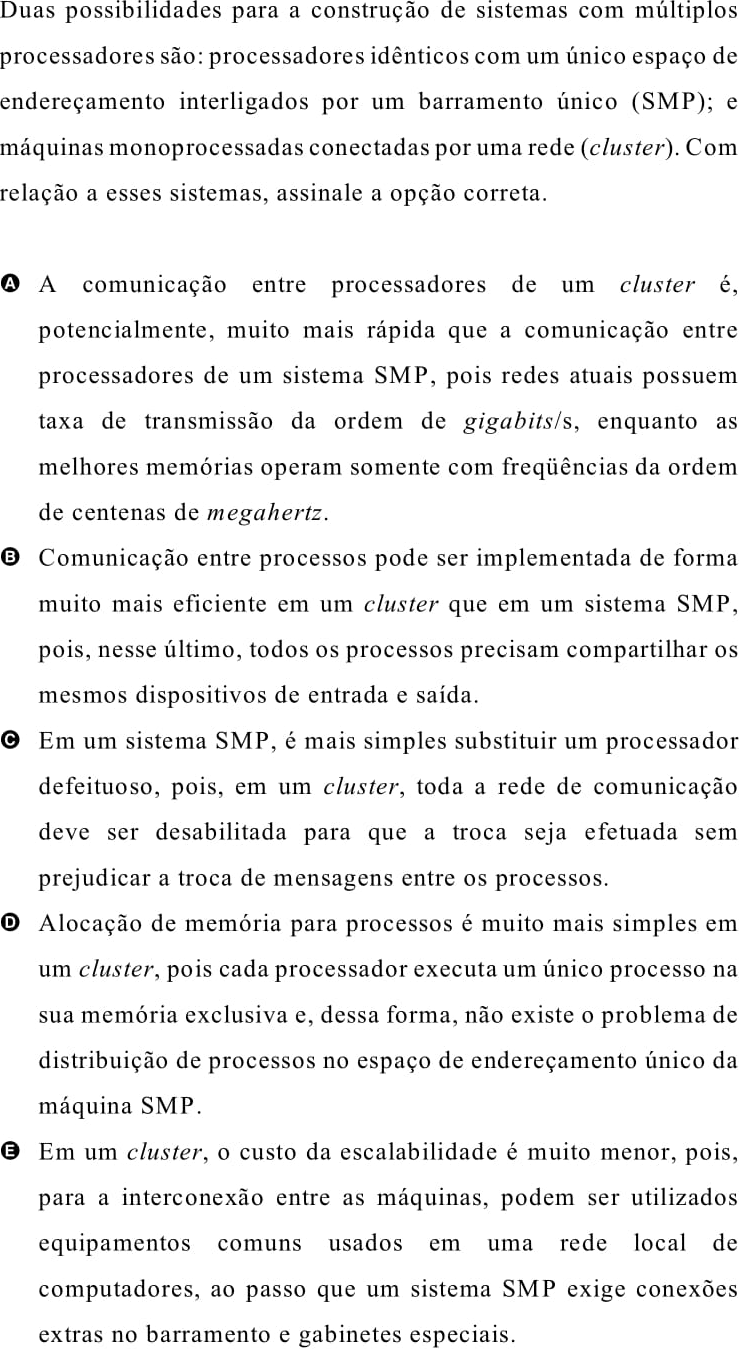 Duas possibilidades para a construção de sistemas com múltiplos
processadores são: processadores idênticos com um único espaço de
endereçamento interligados por um barramento único (SMP); e
máquinas monoprocessadas conectadas por uma rede (cluster). Com
relação a esses sistemas, assinale a opção correta.
A A comunicação entre processadores de um cluster é,
potencialmente, muito mais rápida que a comunicação entre
processadores de um sistema SMP, pois redes atuais possuem
taxa de transmissão da ordem de gigabits/s, enquanto as
melhores memórias operam somente com freqüências da ordem
de centenas de megahertz.
B Comunicação entre processos pode ser implementada de forma
muito mais eficiente em um cluster que em um sistema SMP,
pois, nesse último, todos os processos precisam compartilhar os
mesmos dispositivos de entrada e saída.
C Em um sistema SMP, é mais simples substituir um processador
defeituoso, pois, em um cluster, toda a rede de comunicação
deve ser desabilitada para que a troca seja efetuada sem
prejudicar a troca de mensagens entre os processos.
D Alocação de memória para processos é muito mais simples em
um cluster, pois cada processador executa um único processo na
sua memória exclusiva e, dessa forma, não existe o problema de
distribuição de processos no espaço de endereçamento único da
máquina SMP.
E Em um cluster, o custo da escalabilidade é muito menor, pois,
para a interconexão entre as máquinas, podem ser utilizados
equipamentos comuns usados em uma rede local de
computadores, ao passo que um sistema SMP exige conexões
extras no barramento e gabinetes especiais.